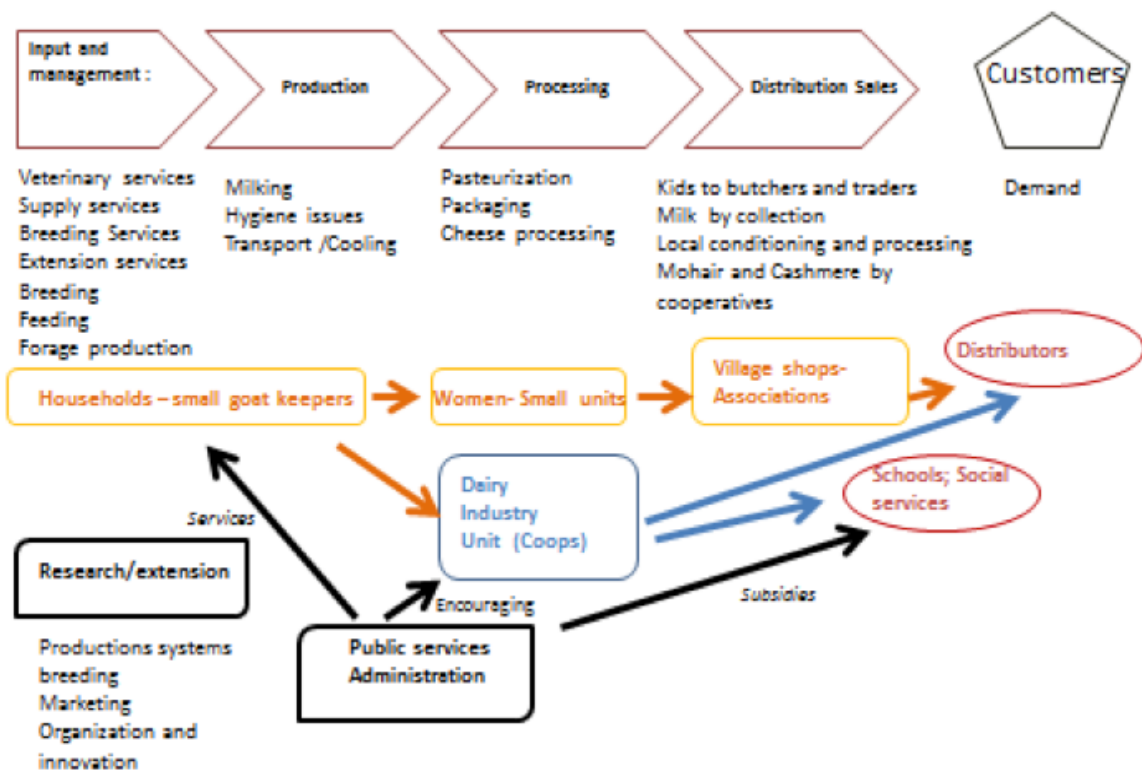 Input and
management :
Production
Processing
Distribution Sales
Customers
Veterinary services
Supply services
Breeding Services
Extension services
Breeding
Feeding
Forage production
Milking
Hygiene issues
Transport /Cooling
Pasteurization
Packaging
Cheese processing
Kids to butchers and traders
Milk by collection
Local conditioning and processing
Mohair and Cashmere by
cooperatives
Demand
Households – small goat keepers
Women- Small units
Village shops-
Associations
Distributors
Dairy
Industry
Unit (Coops)
Schools; Social
services
Services
Research/extension
Encouraging
Subsidies
Public services
Administration
Productions systems
breeding
Marketing
Organization and
innovation